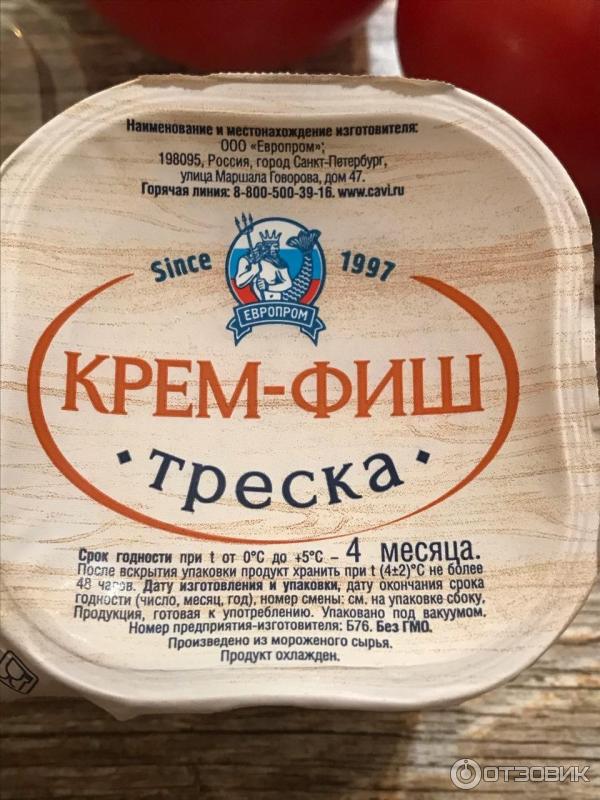 Наименование и местонахождение изготовителя:
ООО «Европром»;
198095, Россия, город Санкт-Петербург,
улица Маршала Говорова, дом 47.
Горячая линия: 8-800-500-39-16. www.cavi.ru
Since 1997
ЕВРОПРОМ
КРЕМ-ФИШ
• треска •
Срок годности при t от 0°С до +5°С – 4 месяца.
После вскрытия упаковки продукт хранить при t (4±2)°С не более
48 часов. Дату изготовления и упаковки, дату окончания срока
годности (число, месяц, год), номер смены: см. на упаковке сбоку.
Продукция, готовая к употреблению. Упаковано под вакуумом.
Номер предприятия-изготовителя: Б76. Без ГМО.
Произведено из мороженого сырья.
Продукт охлажден.
ОТЗОВИК